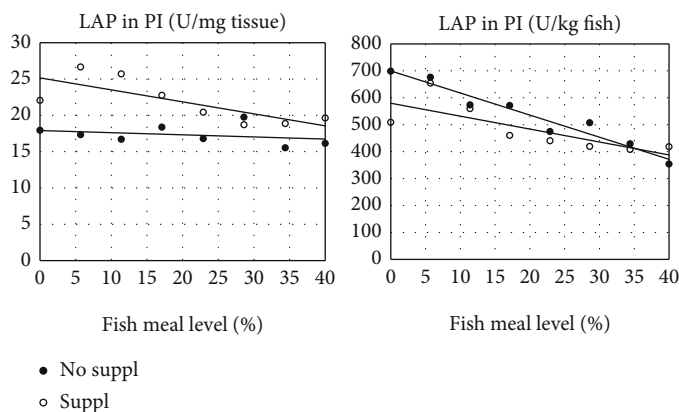 LAP in PI (U/mg tissue)
30
25
20
15
10
5
0
0 5 10 15 20 25 30 35 40
Fish meal level (%)
LAP in PI (U/kg fish)
800
700
600
500
400
300
200
100
0
0 5 10 15 20 25 30 35 40
Fish meal level (%)
No suppl
Suppl